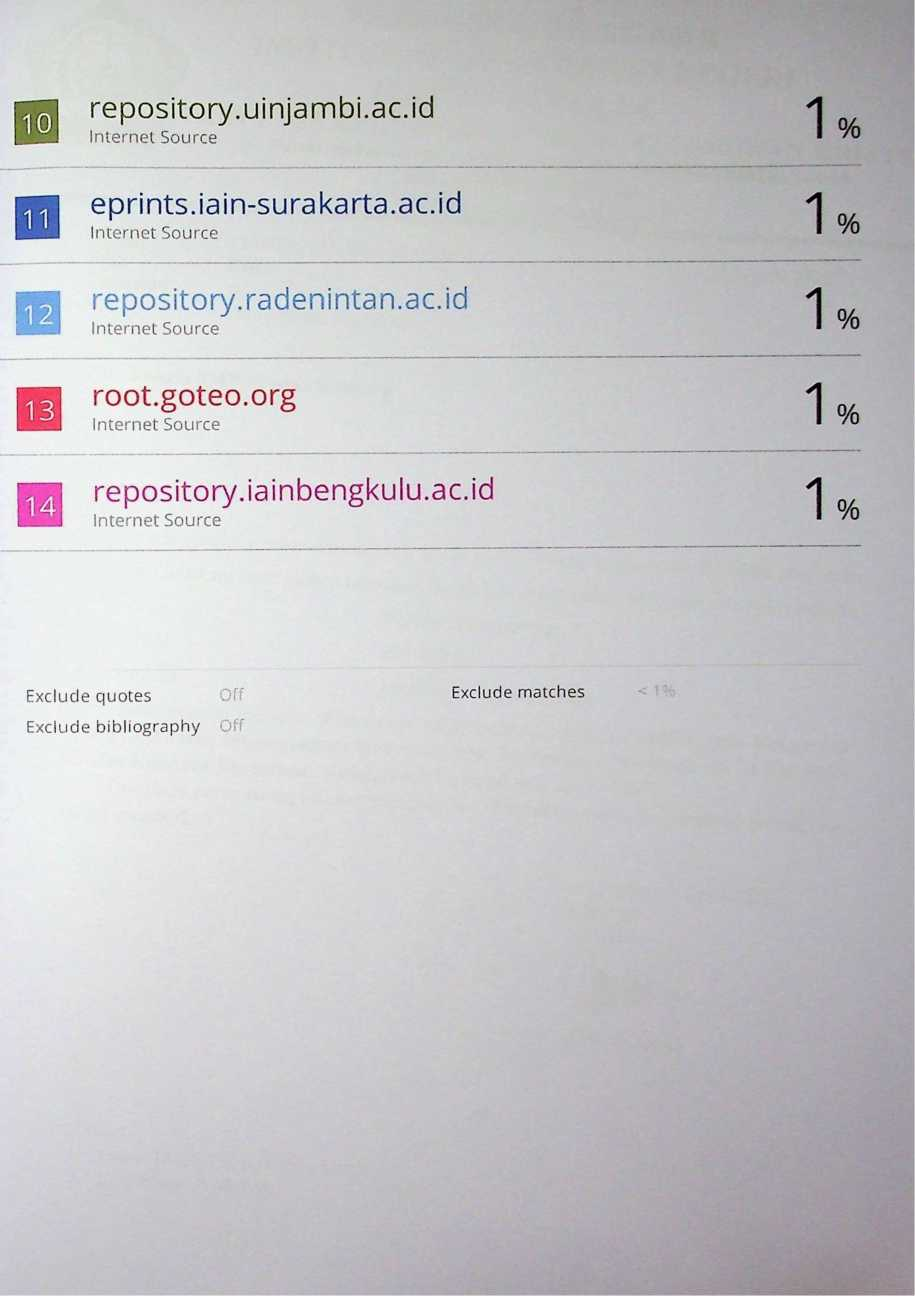 10 repository.uinjambi.ac.id 1%
Internet Source
11 eprints.iain-surakarta.ac.id 1%
Internet Source
12 repository.radenintan.ac.id 1%
Internet Source
13 root.goteo.org 1%
Internet Source
14 repository.iainbengkulu.ac.id 1%
Internet Source
Exclude quotes Off Exclude matches < 1%
Exclude bibliography Off